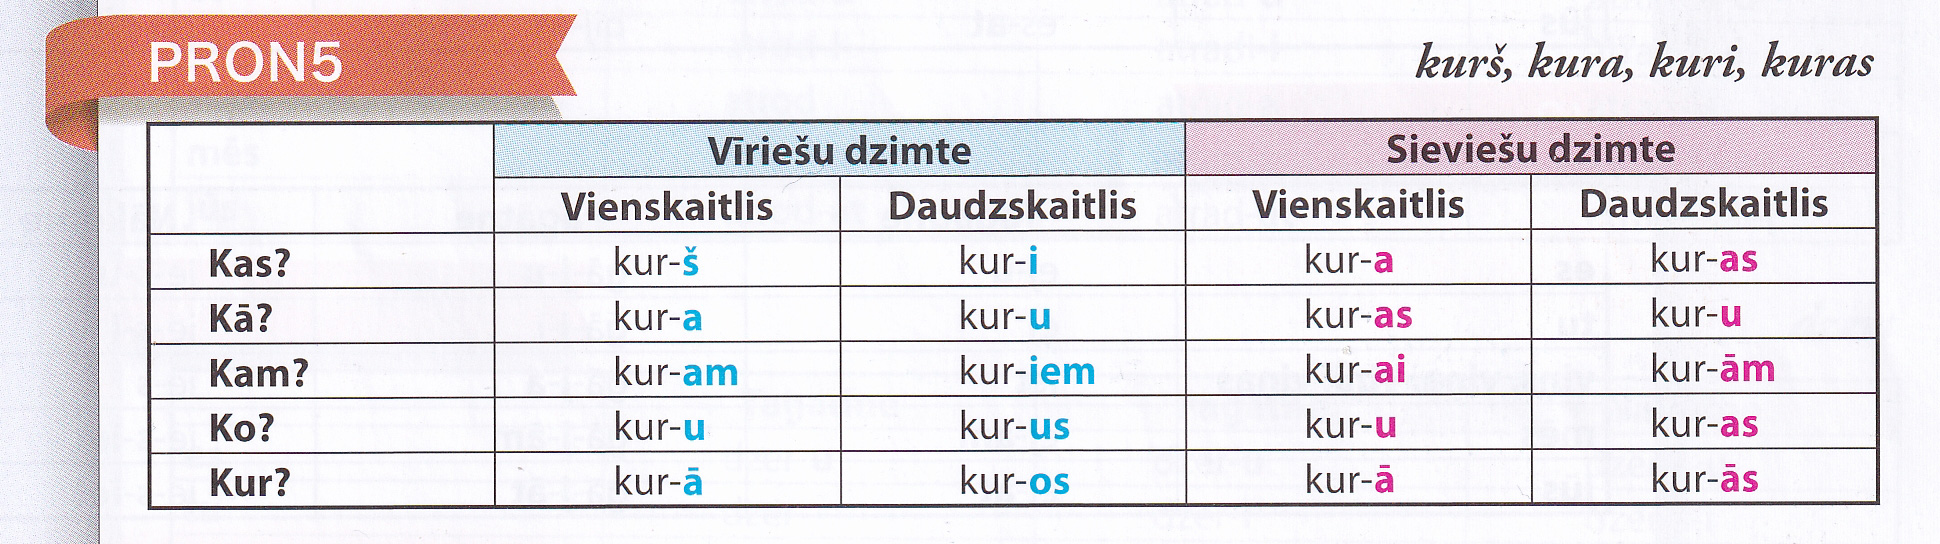 PRON5
kurš, kura, kuri, kuras
Vīriešu dzimte Sieviešu dzimte
Vienskaitlis Daudzskaitlis Vienskaitlis Daudzskaitlis
Kas? kur-š kur-i kur-a kur-as
Kā? kur-a kur-u kur-as kur-u
Kam? kur-am kur-iem kur-ai kur-ām
Ko? kur-u kur-us kur-u kur-as
Kur? kur-ā kur-os kur-ā kur-ās